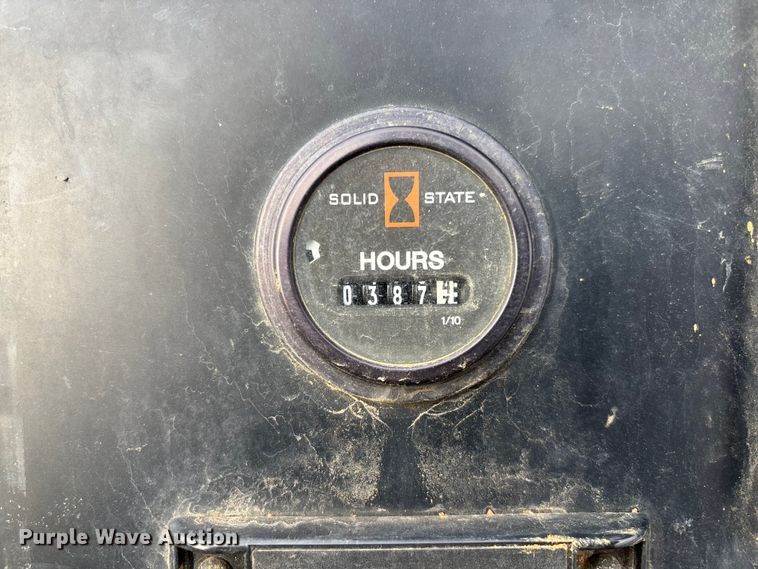 SOLID STATE
HOURS
0387
1/10
Purple Wave Auction